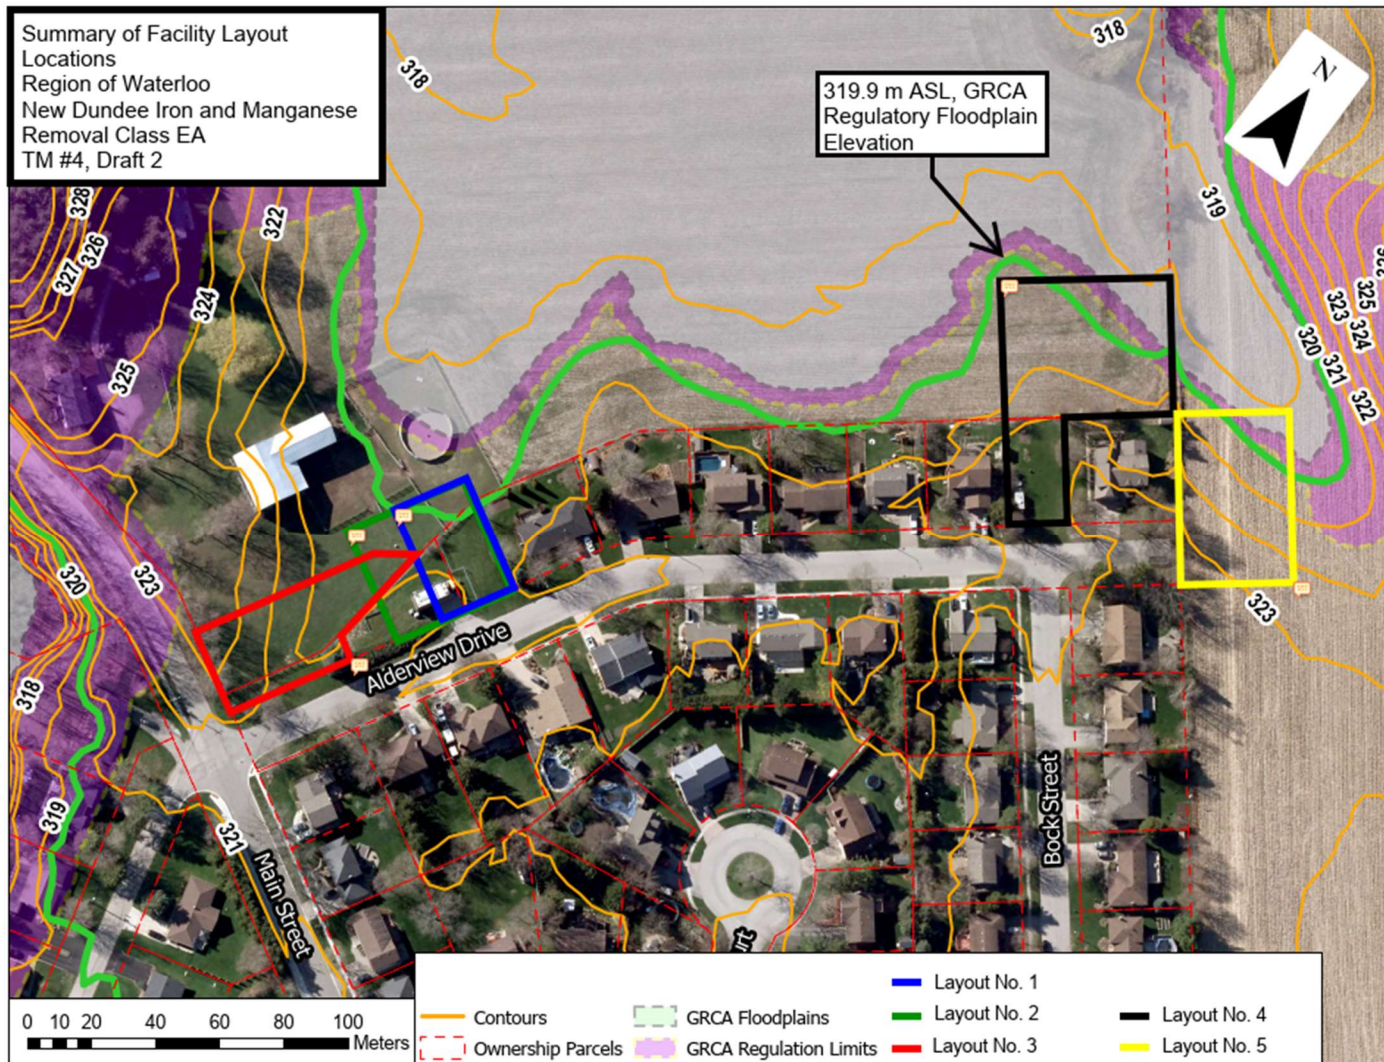 Summary of Facility Layout
Locations
Region of Waterloo
New Dundee Iron and Manganese
Removal Class EA
TM #4, Draft 2
318
318
N
319.9 m ASL, GRCA
Regulatory Floodplain
Elevation
328
327
326
322
324
325
319
325
323
324
320
321
322
320
323
318
323
Alderview Drive
319
321
Main Street
Bock Street
urt
0 10 20 40 60 80 100
Meters
Contours
Ownership Parcels
GRCA Floodplains
GRCA Regulation Limits
Layout No. 1
Layout No. 2
Layout No. 3
Layout No. 4
Layout No. 5